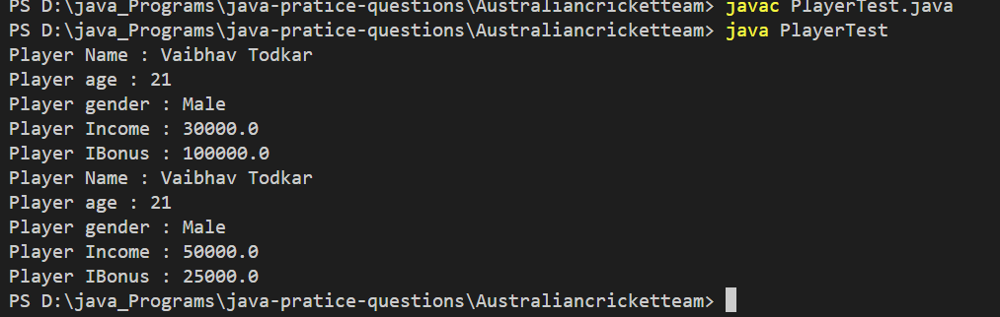 PS D:\java_Programs\java-pratice-questions\Australiancricketteam> javac PlayerTest.java
PS D:\java_Programs\java-pratice-questions\Australiancricketteam> java PlayerTest
Player Name : Vaibhav Todkar
Player age : 21
Player gender : Male
Player Income : 30000.0
Player IBonus : 100000.0
Player Name : Vaibhav Todkar
Player age : 21
Player gender : Male
Player Income : 50000.0
Player IBonus : 25000.0
PS D:\java_Programs\java-pratice-questions\Australiancricketteam>